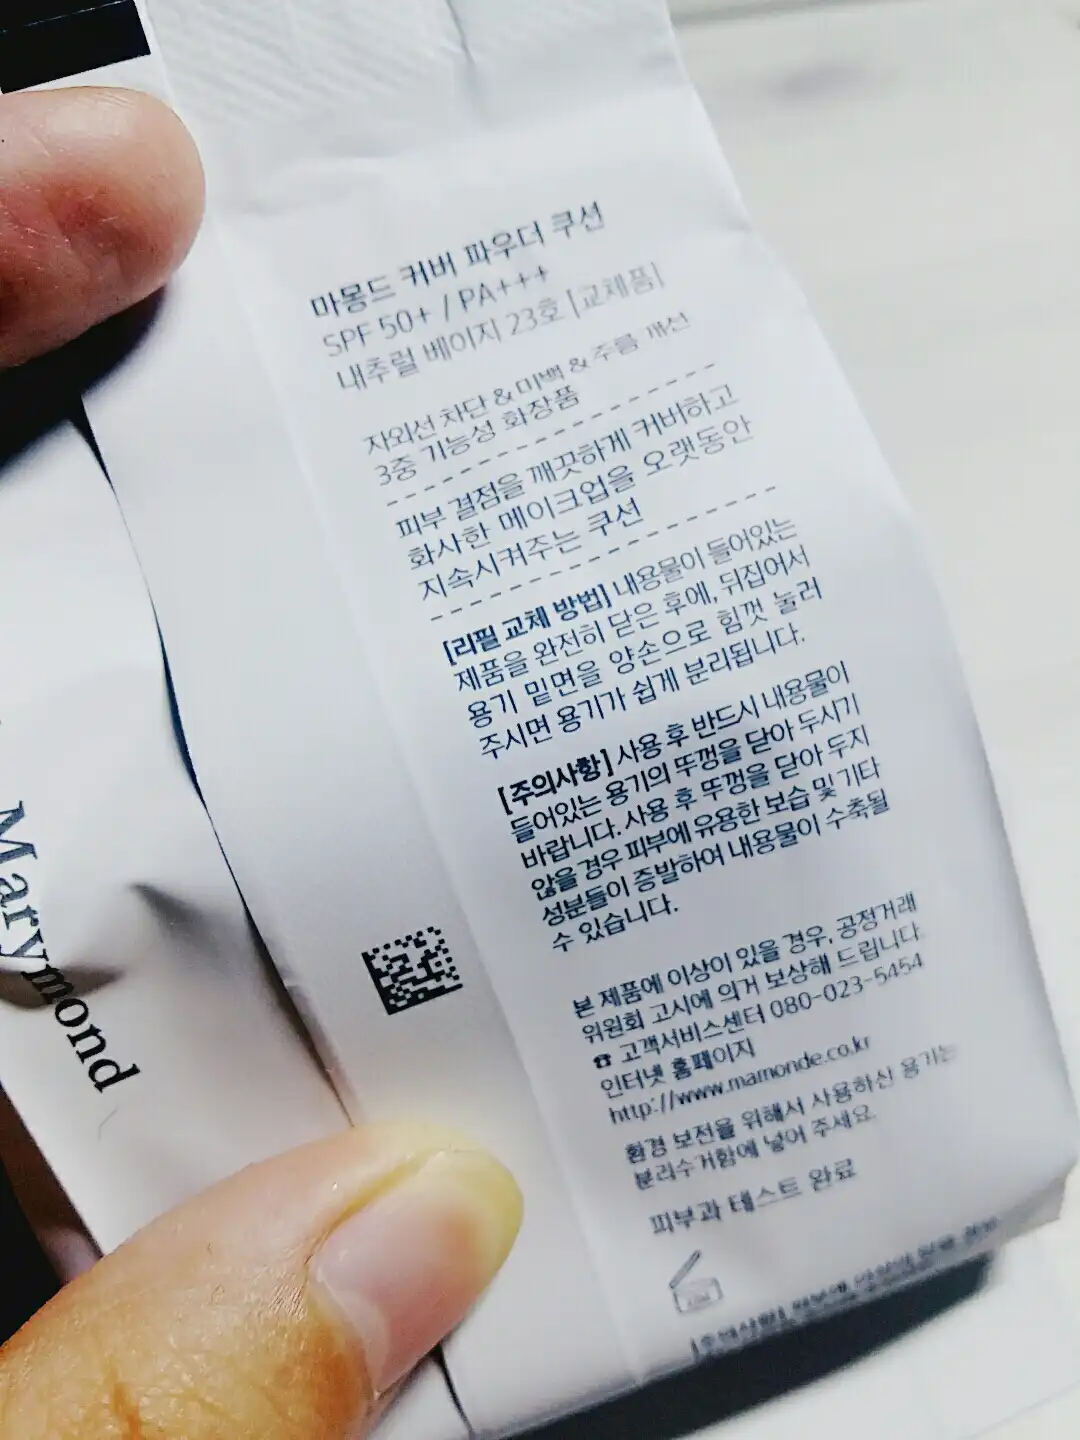 마몽드 커버 파우더 쿠션
SPF 50+ / PA+++
내추럴 베이지 23호 [교체품]
자외선 차단 & 미백 & 주름 개선
3중 기능성 화장품
피부 결점을 깨끗하게 커버하고
화사한 메이크업을 오랫동안
지속시켜주는 쿠션
[리필 교체 방법] 내용물이 들어있는
제품을 완전히 닫은 후에, 뒤집어서
용기 밑면을 양손으로 힘껏 눌러
주시면 용기가 쉽게 분리됩니다.
[주의사항] 사용 후 반드시 내용물이
들어있는 용기의 뚜껑을 닫아 두시기
바랍니다. 사용 후 뚜껑을 닫아 두지
않을 경우 피부에 유용한 보습 및 기타
성분들이 증발하여 내용물이 수축될
수 있습니다.
본 제품에 이상이 있을 경우, 공정거래
위원회 고시에 의거 보상해 드립니다
☎ 고객서비스센터 080-023-5454
인터넷 홈페이지
http://www.mamonde.co.kr
환경 보전을 위해서 사용하신 용기는
분리수거함에 넣어 주세요.
피부과 테스트 완료
Marymond